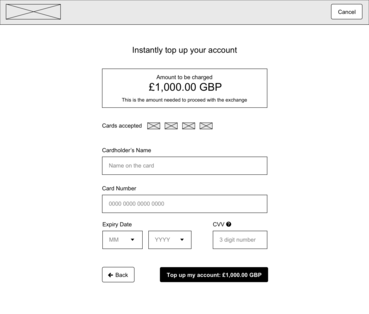 Cancel
Instantly top up your account
Amount to be charged
£1,000.00 GBP
This is the amount needed to proceed with the exchange
Cards accepted
Cardholder's Name
Name on the card
Card Number
0000 0000 0000 0000
Expiry Date CVV ?
MM YYYY 3 digit number
Back Top up my account: £1,000.00 GBP